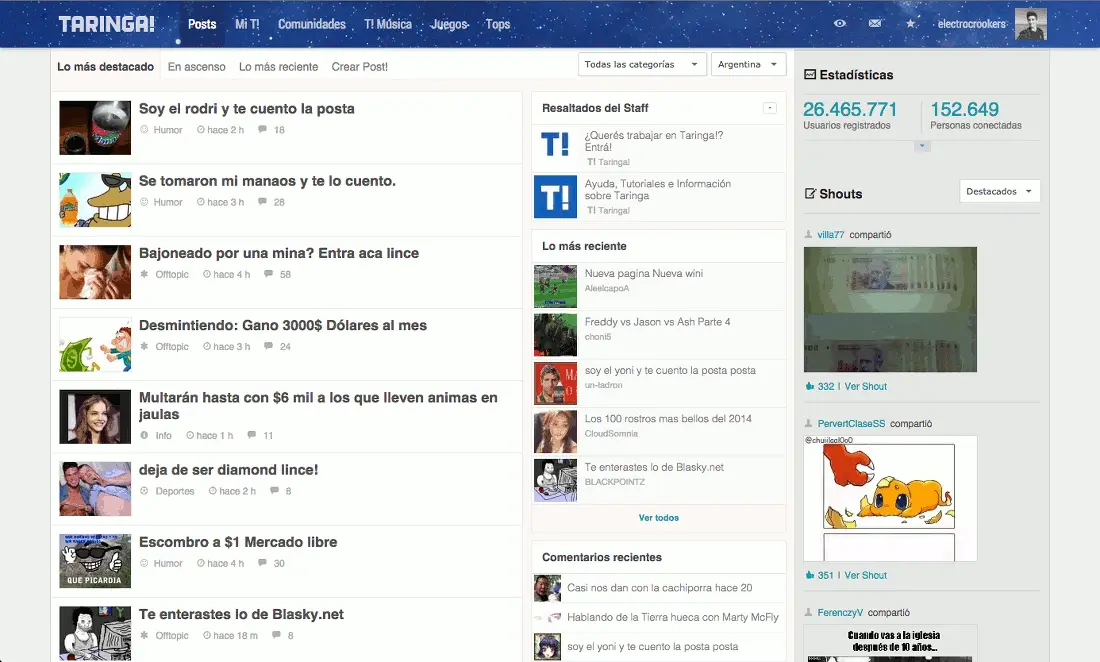 TARINGA!
Posts
Mi T!
Comunidades
T! Música
Juegos
Tops
electrocrookers
Lo más destacado
En ascenso
Lo más reciente
Crear Post!
Todas las categorías
Argentina
Soy el rodri y te cuento la posta
Humor hace 2 h 18
Se tomaron mi manaos y te lo cuento.
Humor hace 3 h 28
Bajoneado por una mina? Entra aca lince
Offtopic hace 4 h 58
Desmintiendo: Gano 3000$ Dólares al mes
Offtopic hace 3 h 24
Multarán hasta con $6 mil a los que lleven animas en
jaulas
Info hace 1 h 11
deja de ser diamond lince!
Deportes hace 2 h 8
Escombro a $1 Mercado libre
Humor hace 4 h 30
QUE PICARDIA
Te enterastes lo de Blasky.net
Offtopic hace 18 m 8
Resaltados del Staff
-
T!
¿Querés trabajar en Taringa!?
Entrá!
T! Taringa!
T!
Ayuda, Tutoriales e Información
sobre Taringa
T! Taringa!
Lo más reciente
Nueva pagina Nueva wini
AleelcapoA
Freddy vs Jason vs Ash Parte 4
choni5
soy el yoni y te cuento la posta posta
un-ladron
Los 100 rostros mas bellos del 2014
CloudSomnia
Te enterastes lo de Blasky.net
BLACKPOINTZ
Ver todos
Comentarios recientes
Casi nos dan con la cachiporra hace 20
Hablando de la Tierra hueca con Marty McFly
soy el yoni y te cuento la posta posta
Estadísticas
26.465.771
Usuarios registrados
152.649
Personas conectadas
Shouts
Destacados
villa77 compartió
332 | Ver Shout
PervertClaseSS compartió
351 | Ver Shout
FerenczyV compartió
Cuando vas a la iglesia
después de 10 años...